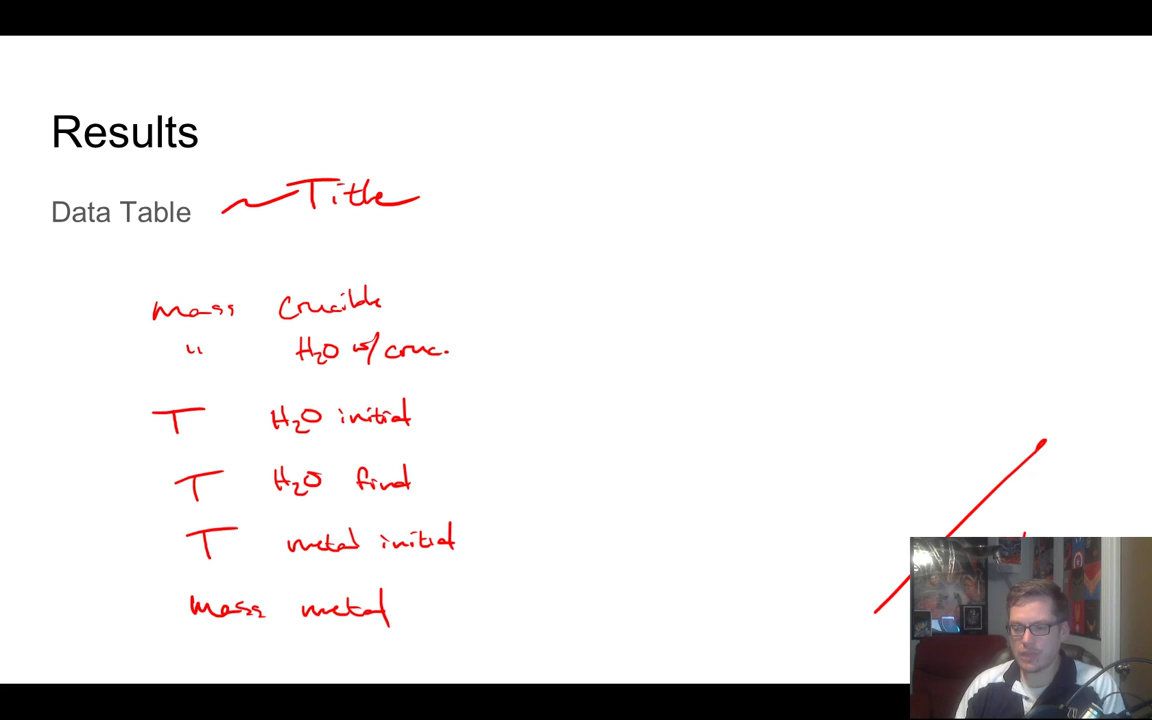 Results
Data Table
Title
mass Crucible
" H₂O w/ cruc.
T H₂O initial
T H₂O final
T metal initial
mass metal